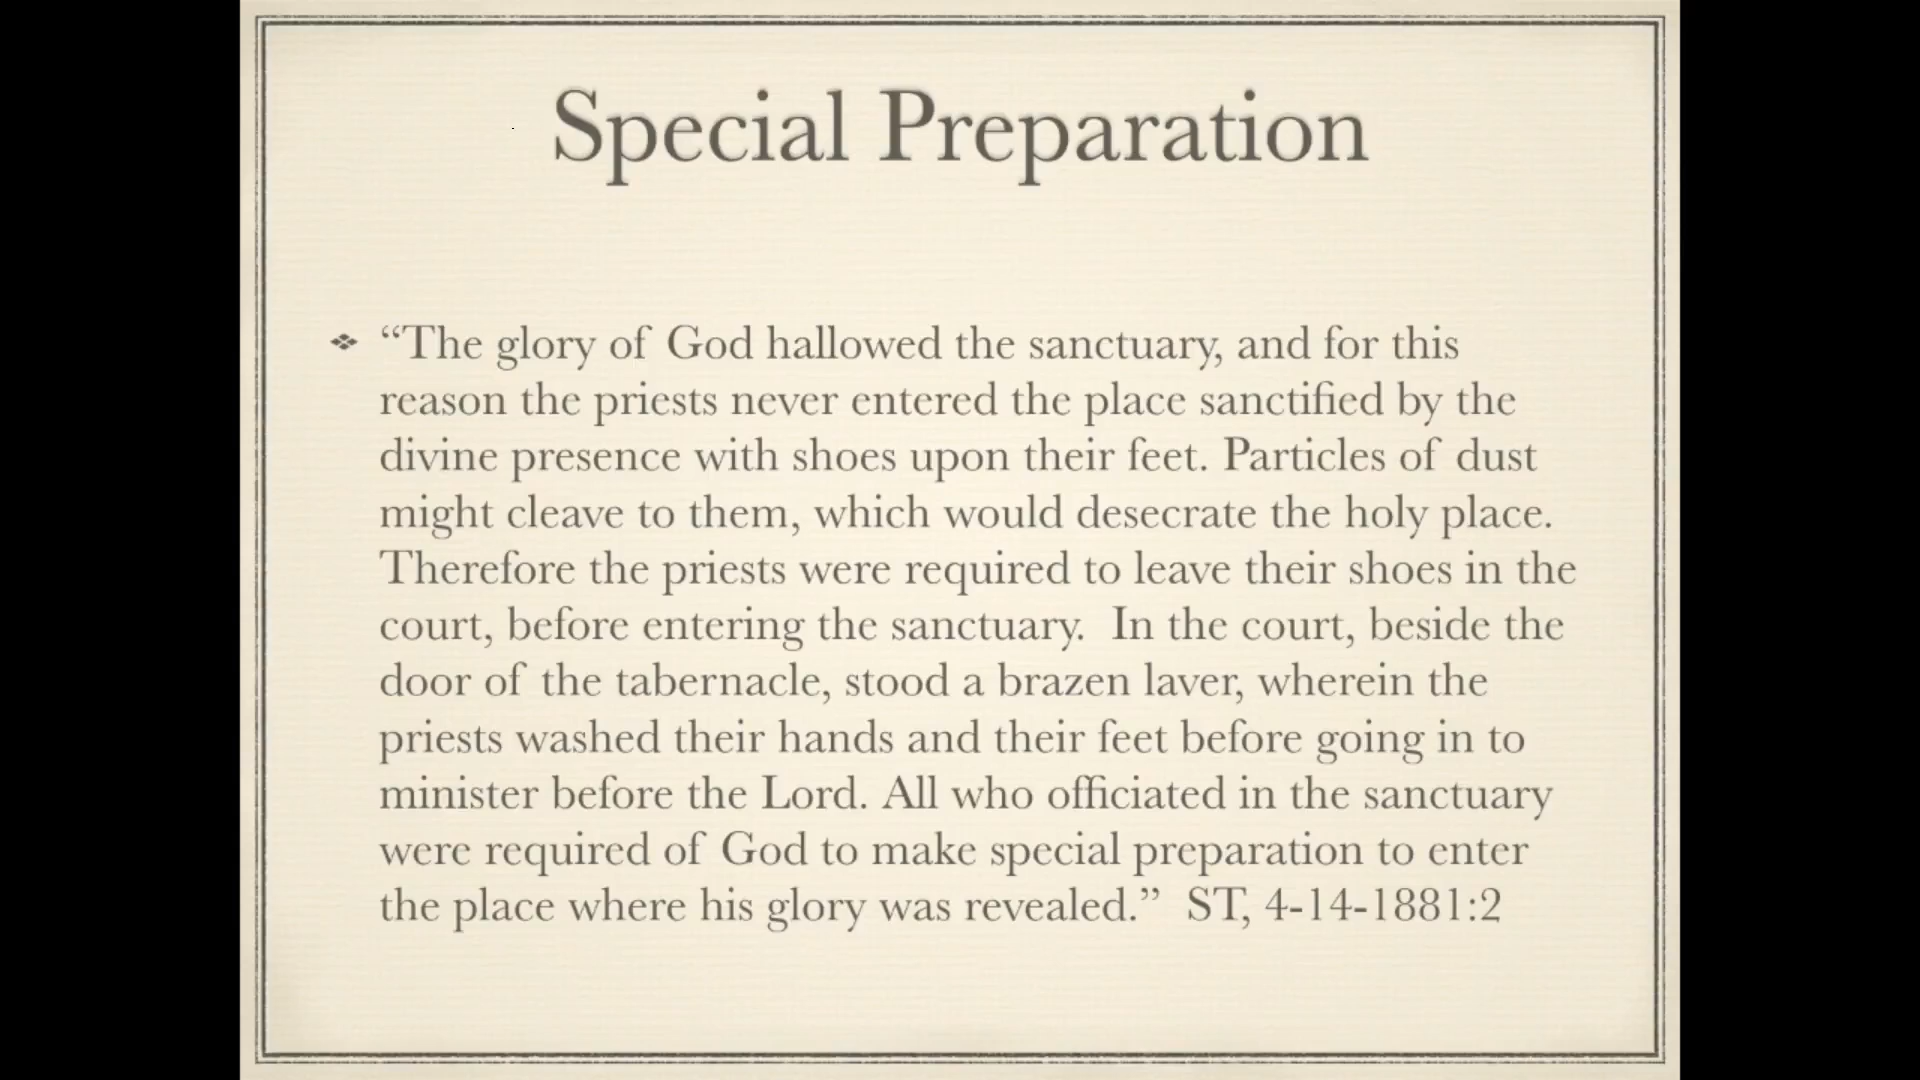 Special Preparation
“The glory of God hallowed the sanctuary, and for this
reason the priests never entered the place sanctified by the
divine presence with shoes upon their feet. Particles of dust
might cleave to them, which would desecrate the holy place.
Therefore the priests were required to leave their shoes in the
court, before entering the sanctuary.  In the court, beside the
door of the tabernacle, stood a brazen laver, wherein the
priests washed their hands and their feet before going in to
minister before the Lord. All who officiated in the sanctuary
were required of God to make special preparation to enter
the place where his glory was revealed.”  ST, 4-14-1881:2